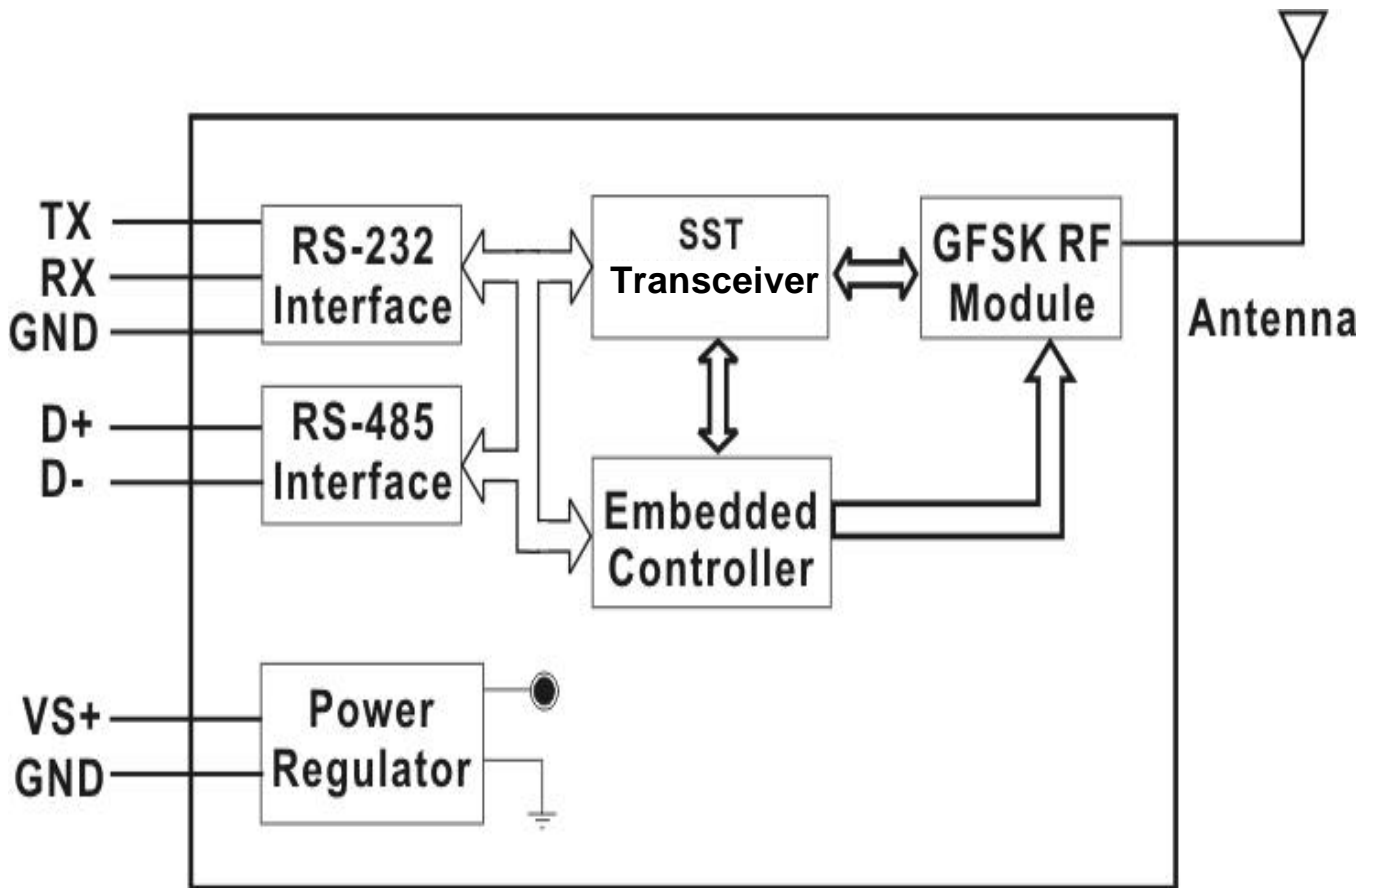 TX
RX
GND
RS-232
Interface
SST
Transceiver
GFSK RF
Module
Antenna
D+
D-
RS-485
Interface
Embedded
Controller
VS+
GND
Power
Regulator